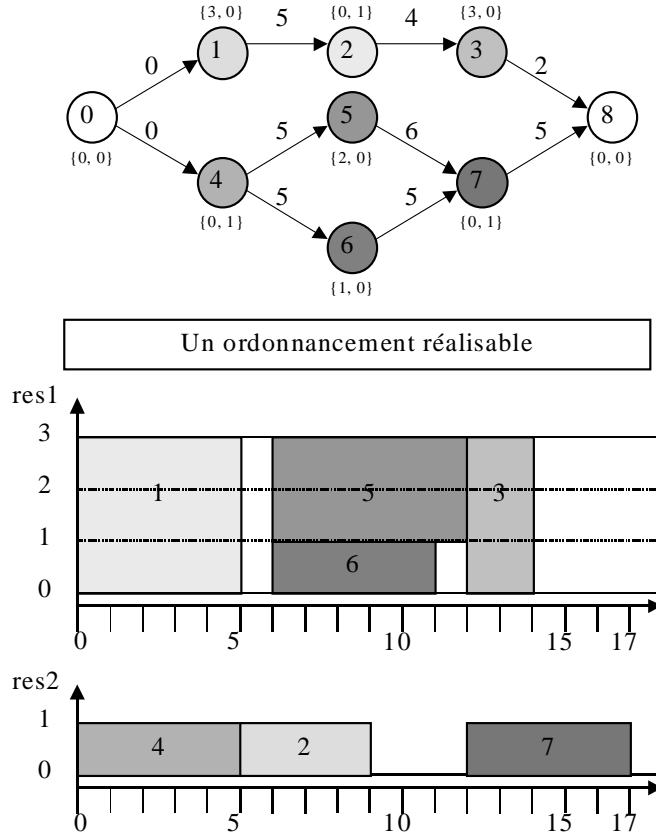 {3, 0} 5 {0, 1} 4 {3, 0}
1 2 3
0 2
0 5 8
{0, 0} 0 5 {2, 0} 6 5 {0, 0}
4 7
{0, 1} 5 5 {0, 1}
6
{1, 0}
Un ordonnancement réalisable
res1
3
2 1 5 3
1
6
0
0 5 10 15 17
res2
1
4 2 7
0
0 5 10 15 17